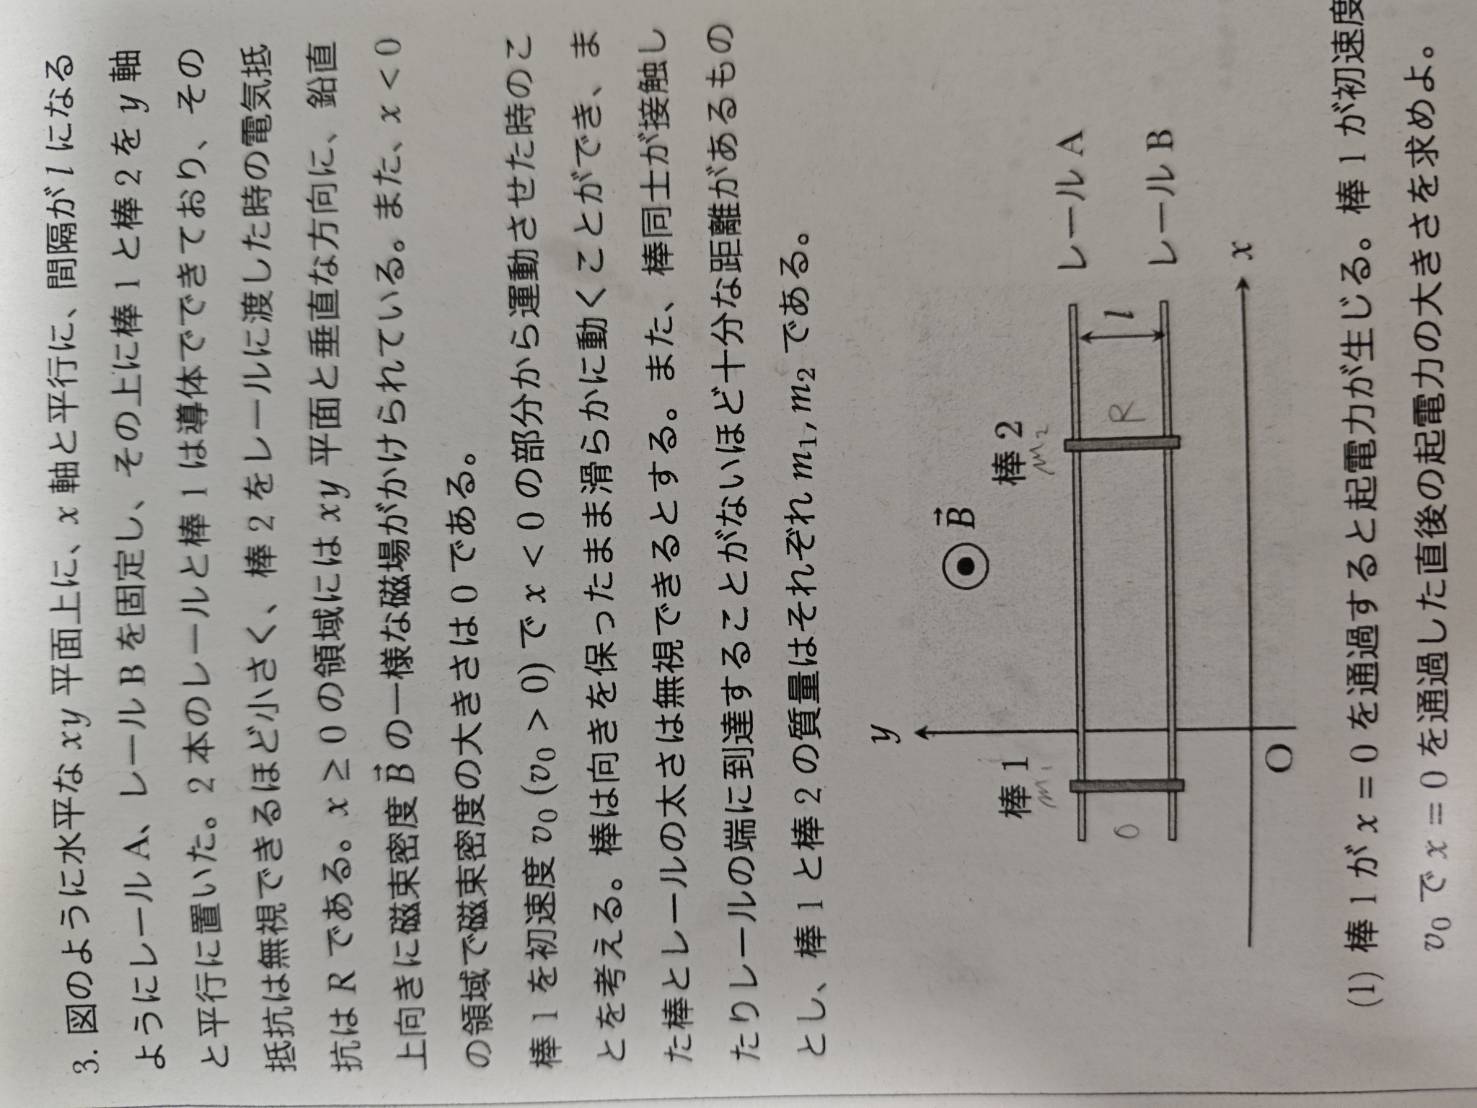 3. 図のように水平な xy 平面上に、x 軸と平行に、間隔が l になる
ようにレール A、レール B を固定し、その上に棒 1 と棒 2 を y 軸
と平行に置いた。2 本のレールと棒 1 は導体でできており、その
抵抗は無視できるほど小さく、棒 2 をレールに渡した時の電気抵
抗は R である。x ≥ 0 の領域には xy 平面と垂直な方向に、鉛直
上向きに磁束密度 B⃗ の一様な磁場がかけられている。また、x < 0
の領域で磁束密度の大きさは 0 である。
棒 1 を初速度 v₀ (v₀ > 0) で x < 0 の部分から運動させた時のこ
とを考える。棒は向きを保ったまま滑らかに動くことができ、ま
た棒とレールの太さは無視できるとする。また、棒同士が接触し
たりレールの端に到達することがないほど十分な距離があるもの
とし、棒 1 と棒 2 の質量はそれぞれ m₁, m₂ である。
y
B⃗
棒 1
棒 2
m₁
m₂
レール A
0
R
l
レール B
x
O
(1) 棒 1 が x = 0 を通過すると起電力が生じる。棒 1 が初速度
v₀ で x = 0 を通過した直後の起電力の大きさを求めよ。